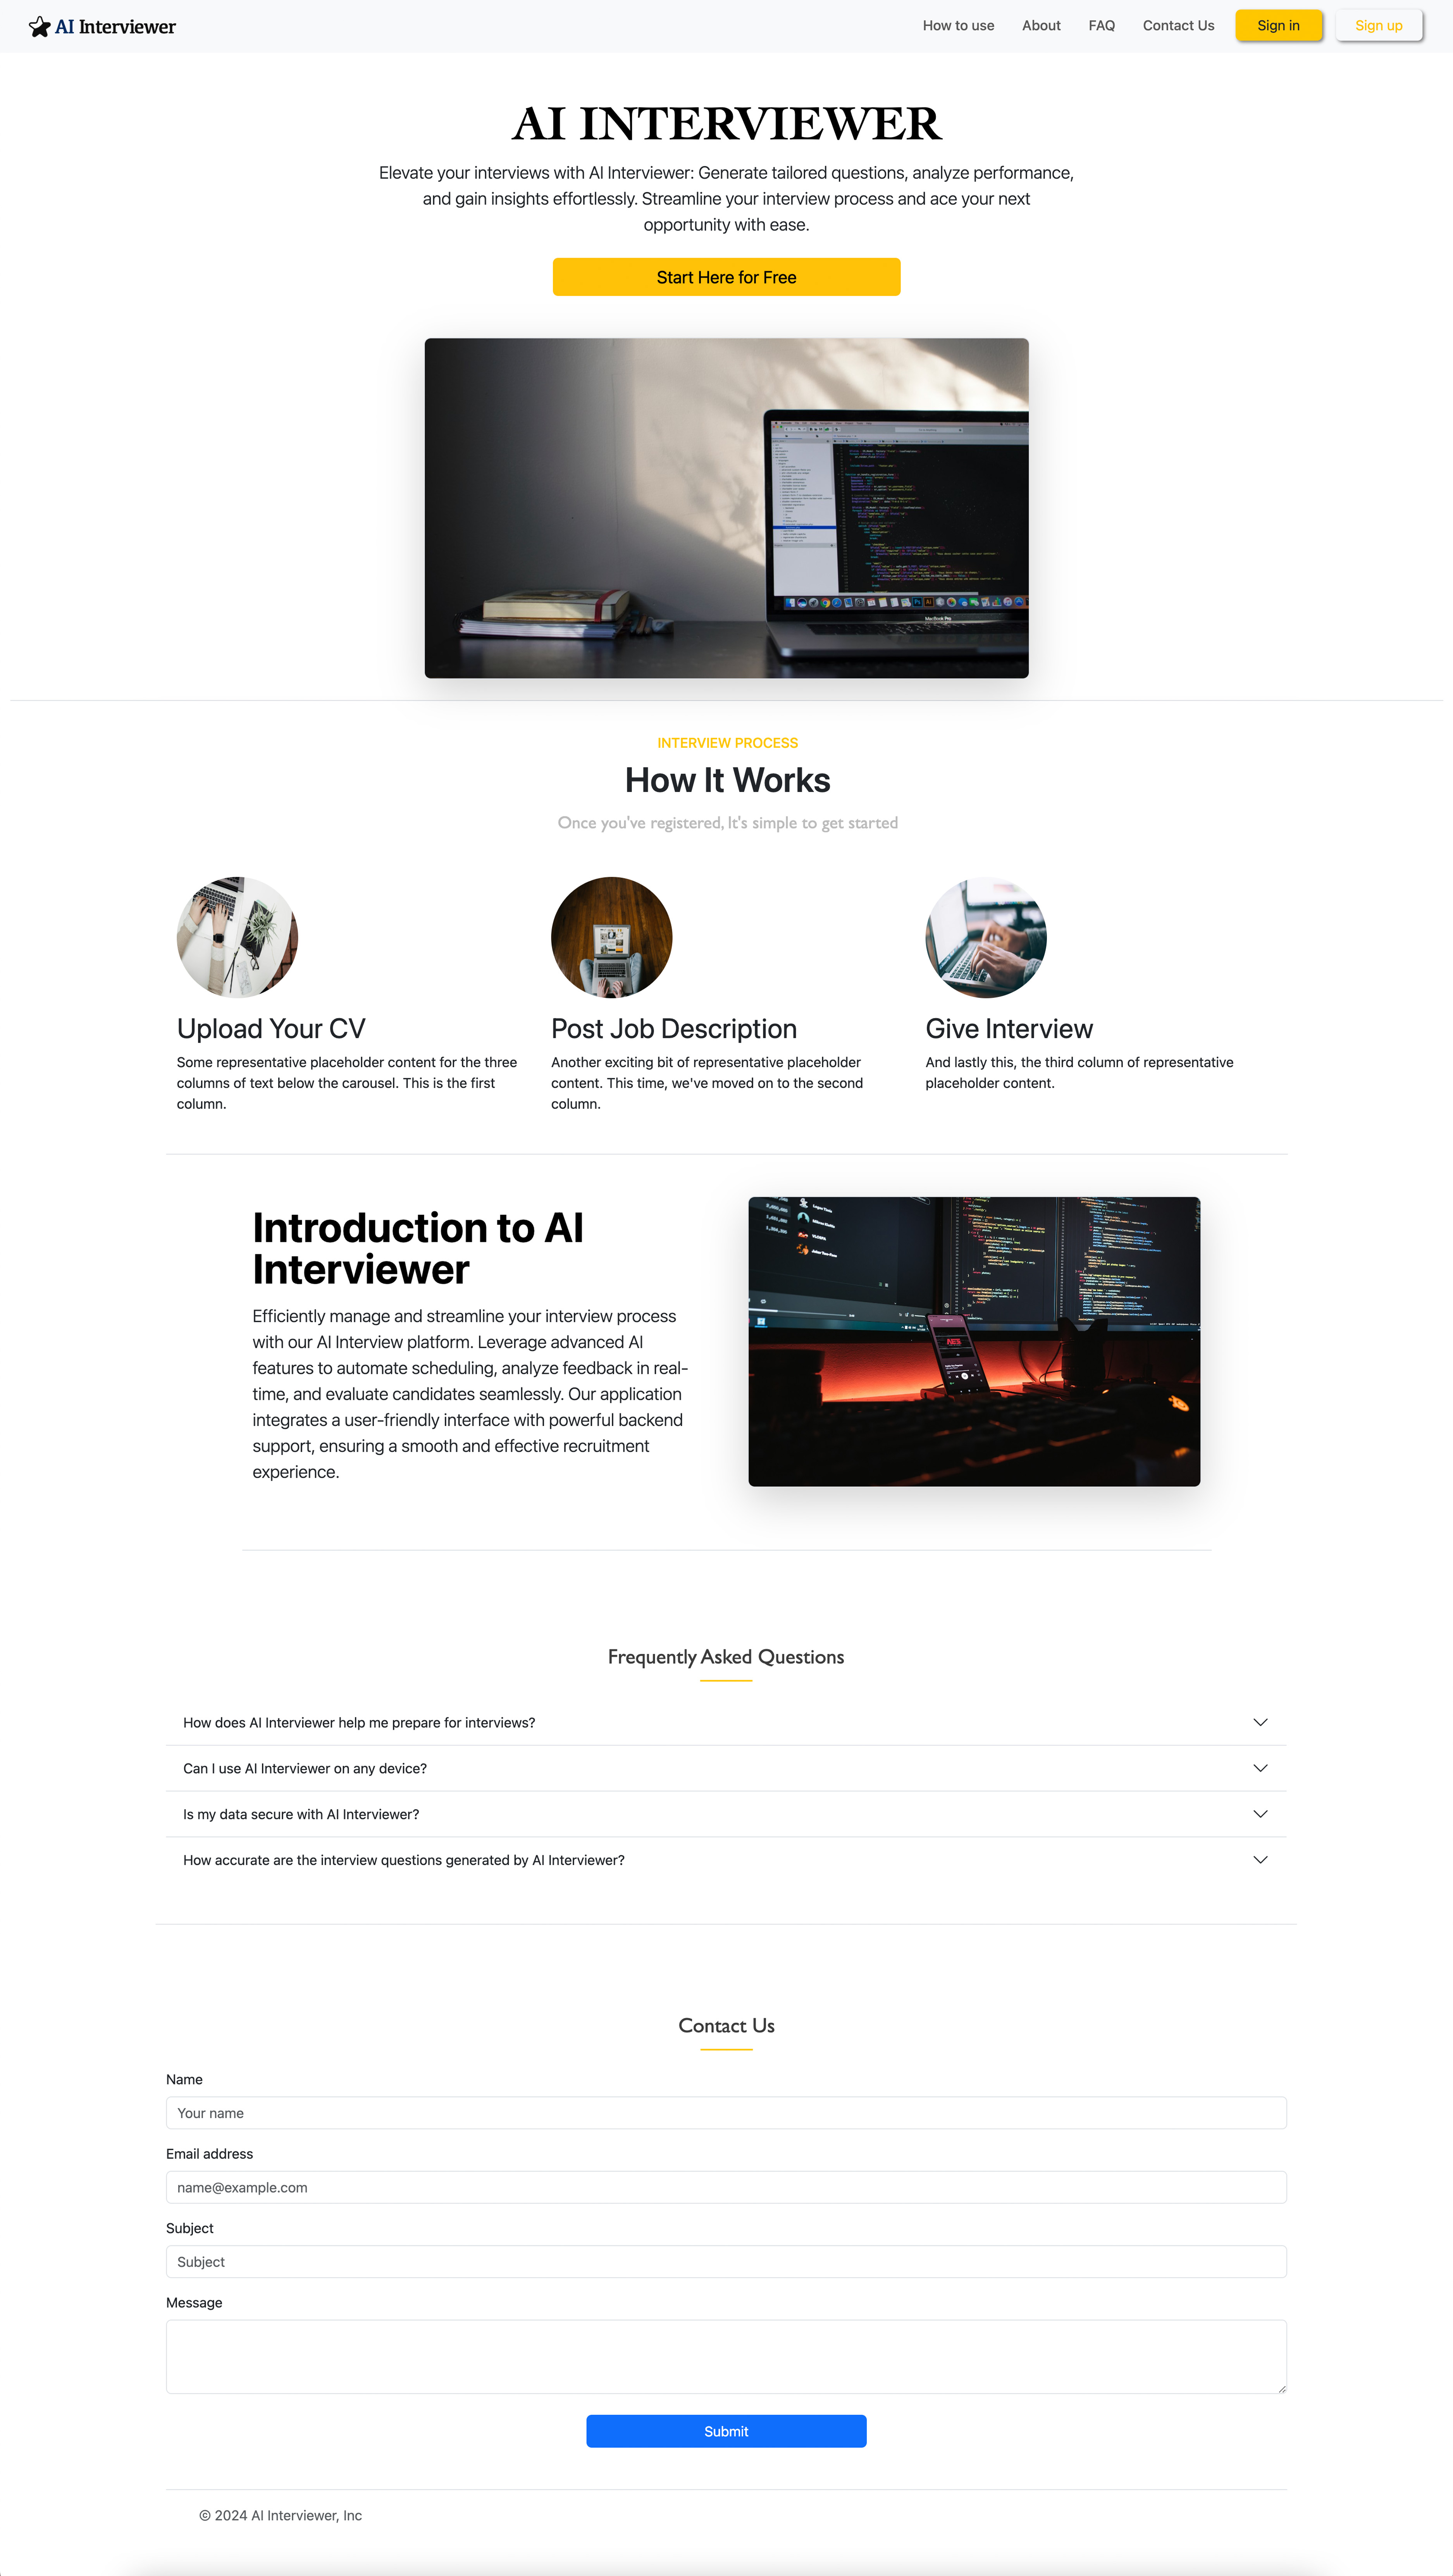 AI Interviewer
How to use
About
FAQ
Contact Us
Sign in
Sign up
AI INTERVIEWER
Elevate your interviews with AI Interviewer: Generate tailored questions, analyze performance,
and gain insights effortlessly. Streamline your interview process and ace your next
opportunity with ease.
Start Here for Free
MacBook Pro
INTERVIEW PROCESS
How It Works
Once you've registered, It's simple to get started
Upload Your CV
Some representative placeholder content for the three
columns of text below the carousel. This is the first
column.
Post Job Description
Another exciting bit of representative placeholder
content. This time, we've moved on to the second
column.
Give Interview
And lastly this, the third column of representative
placeholder content.
Introduction to AI
Interviewer
Efficiently manage and streamline your interview process
with our AI Interview platform. Leverage advanced AI
features to automate scheduling, analyze feedback in real-
time, and evaluate candidates seamlessly. Our application
integrates a user-friendly interface with powerful backend
support, ensuring a smooth and effective recruitment
experience.
Frequently Asked Questions
How does AI Interviewer help me prepare for interviews?
Can I use AI Interviewer on any device?
Is my data secure with AI Interviewer?
How accurate are the interview questions generated by AI Interviewer?
Contact Us
Name
Your name
Email address
name@example.com
Subject
Subject
Message
Submit
© 2024 AI Interviewer, Inc